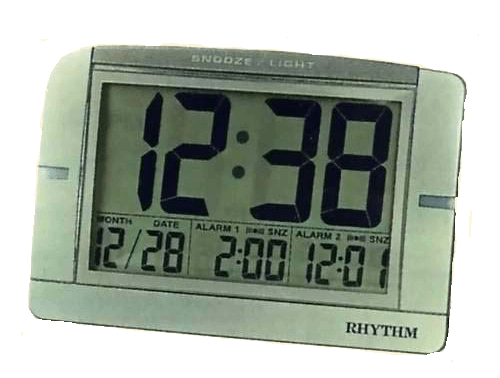 SNOOZE / LIGHT
12:38
MONTH DATE ALARM 1 SNZ ALARM 2 SNZ
12/28 2:00 12:01
RHYTHM